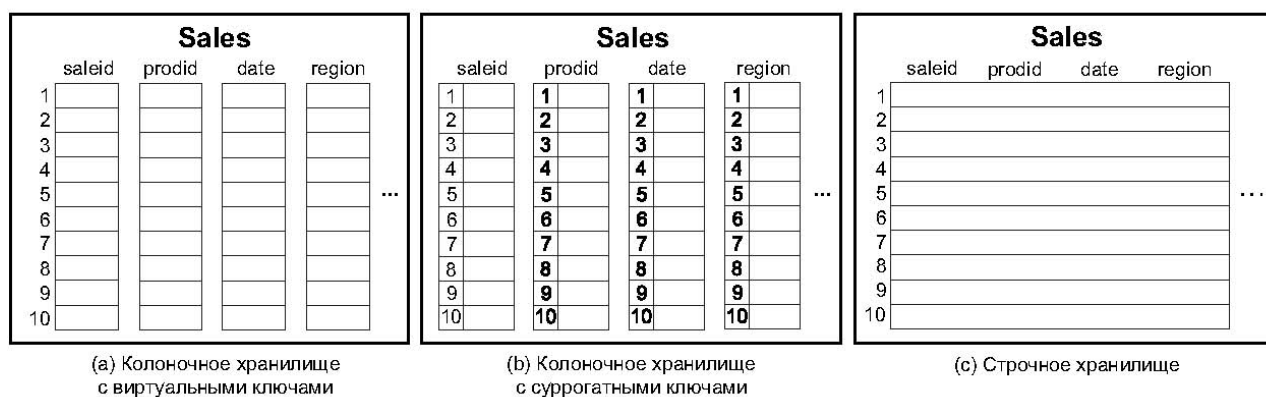 Sales
saleid prodid date region
1
2
3
4
5
6
7
8
9
10
...
(a) Колоночное хранилище
с виртуальными ключами
Sales
saleid prodid date region
1 1 1 1
2 2 2 2
3 3 3 3
4 4 4 4
5 5 5 5
6 6 6 6
7 7 7 7
8 8 8 8
9 9 9 9
10 10 10 10
...
(b) Колоночное хранилище
с суррогатными ключами
Sales
saleid prodid date region
1
2
3
4
5
6
7
8
9
10
...
(c) Строчное хранилище